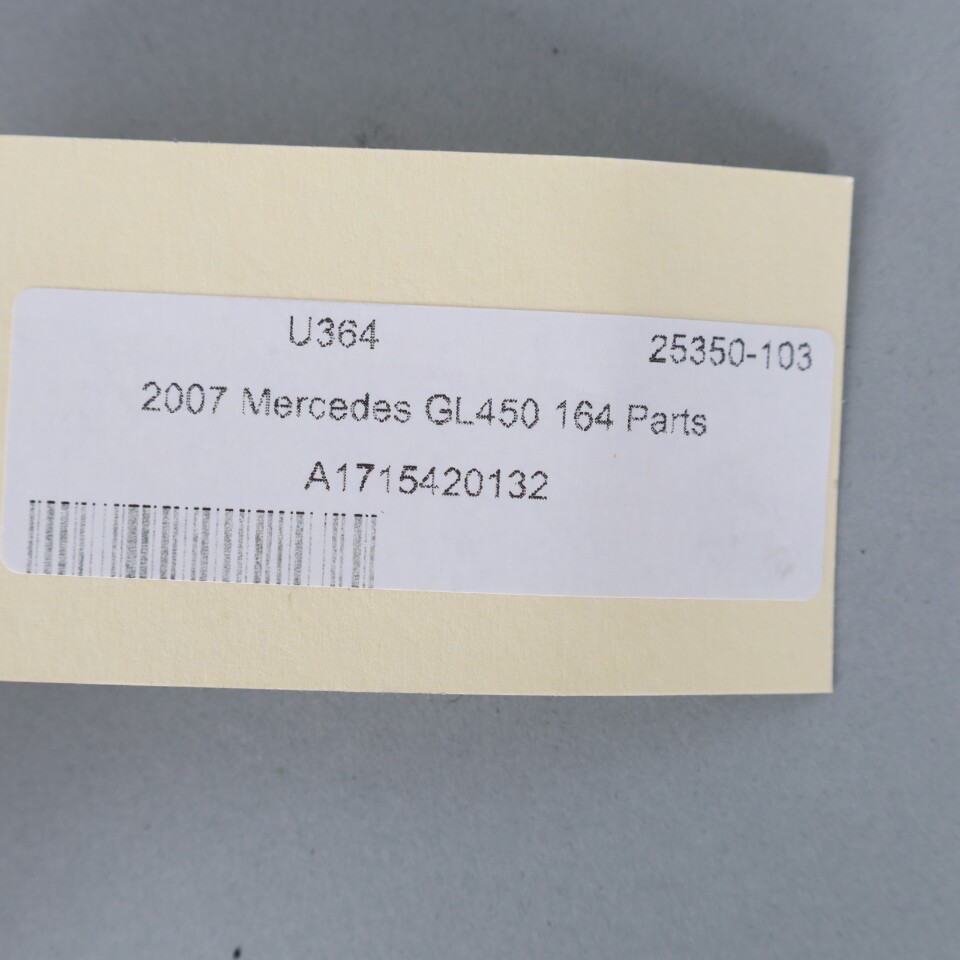 U364 25350-103
2007 Mercedes GL450 164 Parts
A1715420132